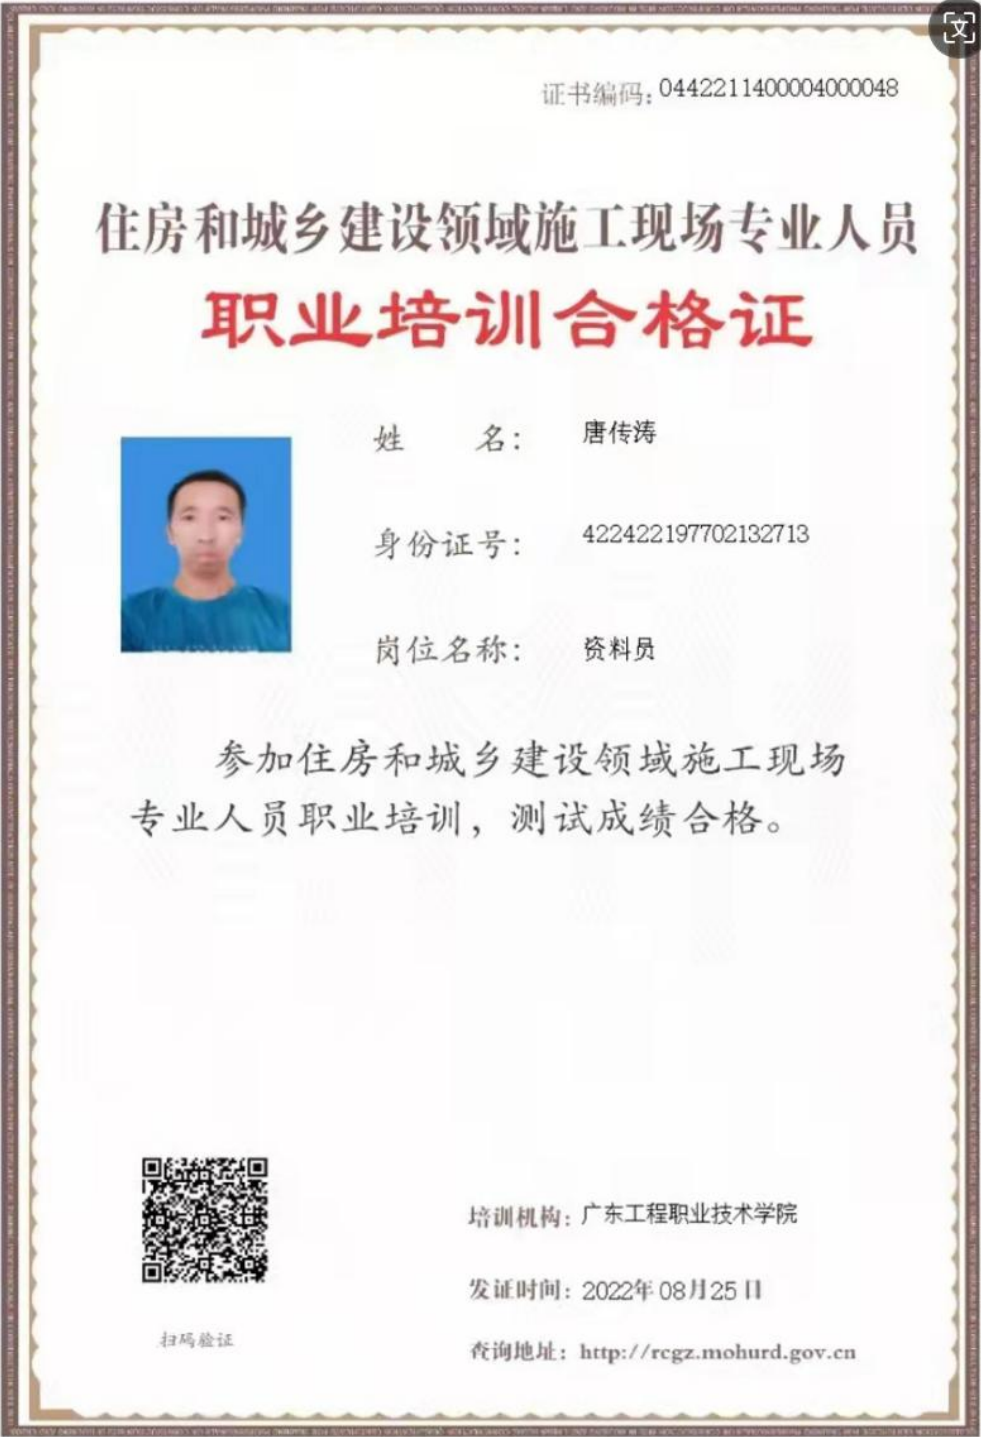 证书编码：0442211400004000048
住房和城乡建设领域施工现场专业人员
职业培训合格证
姓 名： 唐传涛
身份证号： 422422197702132713
岗位名称： 资料员
参加住房和城乡建设领域施工现场
专业人员职业培训，测试成绩合格。
培训机构：广东工程职业技术学院
发证时间：2022年08月25日
扫码验证
查询地址：http://rcgz.mohurd.gov.cn